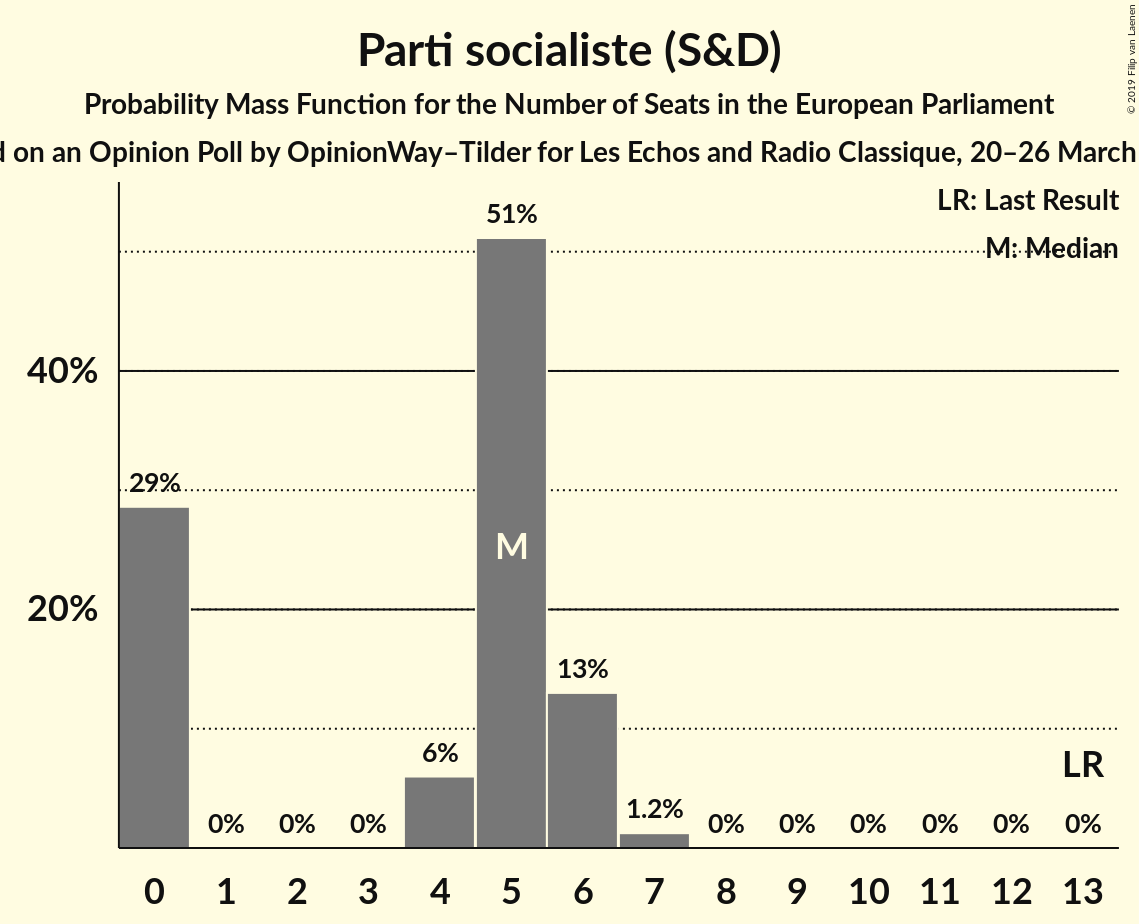 Parti socialiste (S&D)
Probability Mass Function for the Number of Seats in the European Parliament
d on an Opinion Poll by OpinionWay–Tilder for Les Echos and Radio Classique, 20–26 March
© 2019 Filip van Laenen
LR: Last Result
M: Median
51%
40%
29%
M
20%
13%
6%
LR
1.2%
0% 0% 0% 0% 0% 0% 0% 0% 0%
0 1 2 3 4 5 6 7 8 9 10 11 12 13